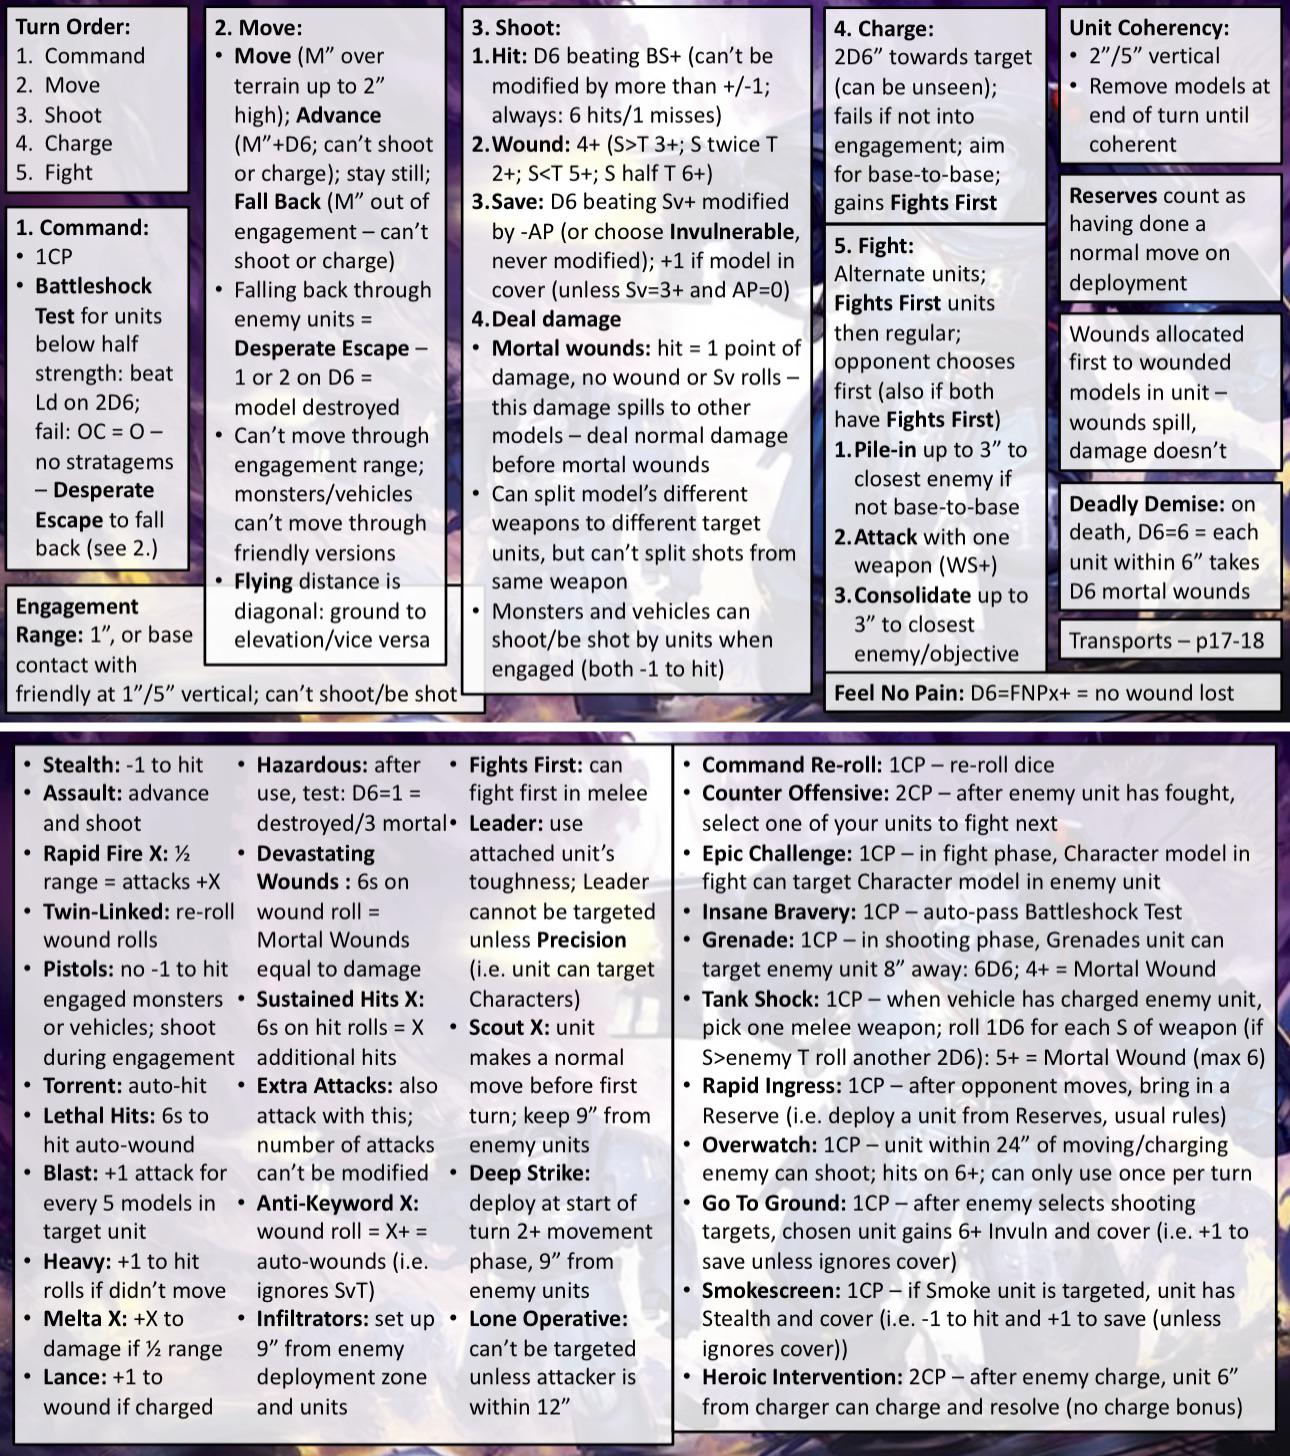 Turn Order:
1. Command
2. Move
3. Shoot
4. Charge
5. Fight
1. Command:
• 1CP
• Battleshock
Test for units
below half
strength: beat
Ld on 2D6;
fail: OC = O –
no stratagems
– Desperate
Escape to fall
back (see 2.)
Engagement
Range: 1”, or base
contact with
friendly at 1”/5” vertical; can’t shoot/be shot
2. Move:
• Move (M” over
terrain up to 2”
high); Advance
(M”+D6; can’t shoot
or charge); stay still;
Fall Back (M” out of
engagement – can’t
shoot or charge)
• Falling back through
enemy units =
Desperate Escape –
1 or 2 on D6 =
model destroyed
• Can’t move through
engagement range;
monsters/vehicles
can’t move through
friendly versions
• Flying distance is
diagonal: ground to
elevation/vice versa
3. Shoot:
1.Hit: D6 beating BS+ (can’t be
modified by more than +/-1;
always: 6 hits/1 misses)
2.Wound: 4+ (S>T 3+; S twice T
2+; S<T 5+; S half T 6+)
3.Save: D6 beating Sv+ modified
by -AP (or choose Invulnerable,
never modified); +1 if model in
cover (unless Sv=3+ and AP=0)
4.Deal damage
• Mortal wounds: hit = 1 point of
damage, no wound or Sv rolls –
this damage spills to other
models – deal normal damage
before mortal wounds
• Can split model’s different
weapons to different target
units, but can’t split shots from
same weapon
• Monsters and vehicles can
shoot/be shot by units when
engaged (both -1 to hit)
4. Charge:
2D6” towards target
(can be unseen);
fails if not into
engagement; aim
for base-to-base;
gains Fights First
5. Fight:
Alternate units;
Fights First units
then regular;
opponent chooses
first (also if both
have Fights First)
1.Pile-in up to 3” to
closest enemy if
not base-to-base
2.Attack with one
weapon (WS+)
3.Consolidate up to
3” to closest
enemy/objective
Unit Coherency:
• 2”/5” vertical
• Remove models at
end of turn until
coherent
Reserves count as
having done a
normal move on
deployment
Wounds allocated
first to wounded
models in unit –
wounds spill,
damage doesn’t
Deadly Demise: on
death, D6=6 = each
unit within 6” takes
D6 mortal wounds
Transports – p17-18
Feel No Pain: D6=FNPx+ = no wound lost
• Stealth: -1 to hit
• Assault: advance
and shoot
• Rapid Fire X: ½
range = attacks +X
• Twin-Linked: re-roll
wound rolls
• Pistols: no -1 to hit
engaged monsters
or vehicles; shoot
during engagement
• Torrent: auto-hit
• Lethal Hits: 6s to
hit auto-wound
• Blast: +1 attack for
every 5 models in
target unit
• Heavy: +1 to hit
rolls if didn’t move
• Melta X: +X to
damage if ½ range
• Lance: +1 to
wound if charged
• Hazardous: after
use, test: D6=1 =
destroyed/3 mortal
• Devastating
Wounds : 6s on
wound roll =
Mortal Wounds
equal to damage
• Sustained Hits X:
6s on hit rolls = X
additional hits
• Extra Attacks: also
attack with this;
number of attacks
can’t be modified
• Anti-Keyword X:
wound roll = X+ =
auto-wounds (i.e.
ignores SvT)
• Infiltrators: set up
9” from enemy
deployment zone
and units
• Fights First: can
fight first in melee
• Leader: use
attached unit’s
toughness; Leader
cannot be targeted
unless Precision
(i.e. unit can target
Characters)
• Scout X: unit
makes a normal
move before first
turn; keep 9” from
enemy units
• Deep Strike:
deploy at start of
turn 2+ movement
phase, 9” from
enemy units
• Lone Operative:
can’t be targeted
unless attacker is
within 12”
• Command Re-roll: 1CP – re-roll dice
• Counter Offensive: 2CP – after enemy unit has fought,
select one of your units to fight next
• Epic Challenge: 1CP – in fight phase, Character model in
fight can target Character model in enemy unit
• Insane Bravery: 1CP – auto-pass Battleshock Test
• Grenade: 1CP – in shooting phase, Grenades unit can
target enemy unit 8” away: 6D6; 4+ = Mortal Wound
• Tank Shock: 1CP – when vehicle has charged enemy unit,
pick one melee weapon; roll 1D6 for each S of weapon (if
S>enemy T roll another 2D6): 5+ = Mortal Wound (max 6)
• Rapid Ingress: 1CP – after opponent moves, bring in a
Reserve (i.e. deploy a unit from Reserves, usual rules)
• Overwatch: 1CP – unit within 24” of moving/charging
enemy can shoot; hits on 6+; can only use once per turn
• Go To Ground: 1CP – after enemy selects shooting
targets, chosen unit gains 6+ Invuln and cover (i.e. +1 to
save unless ignores cover)
• Smokescreen: 1CP – if Smoke unit is targeted, unit has
Stealth and cover (i.e. -1 to hit and +1 to save (unless
ignores cover))
• Heroic Intervention: 2CP – after enemy charge, unit 6”
from charger can charge and resolve (no charge bonus)